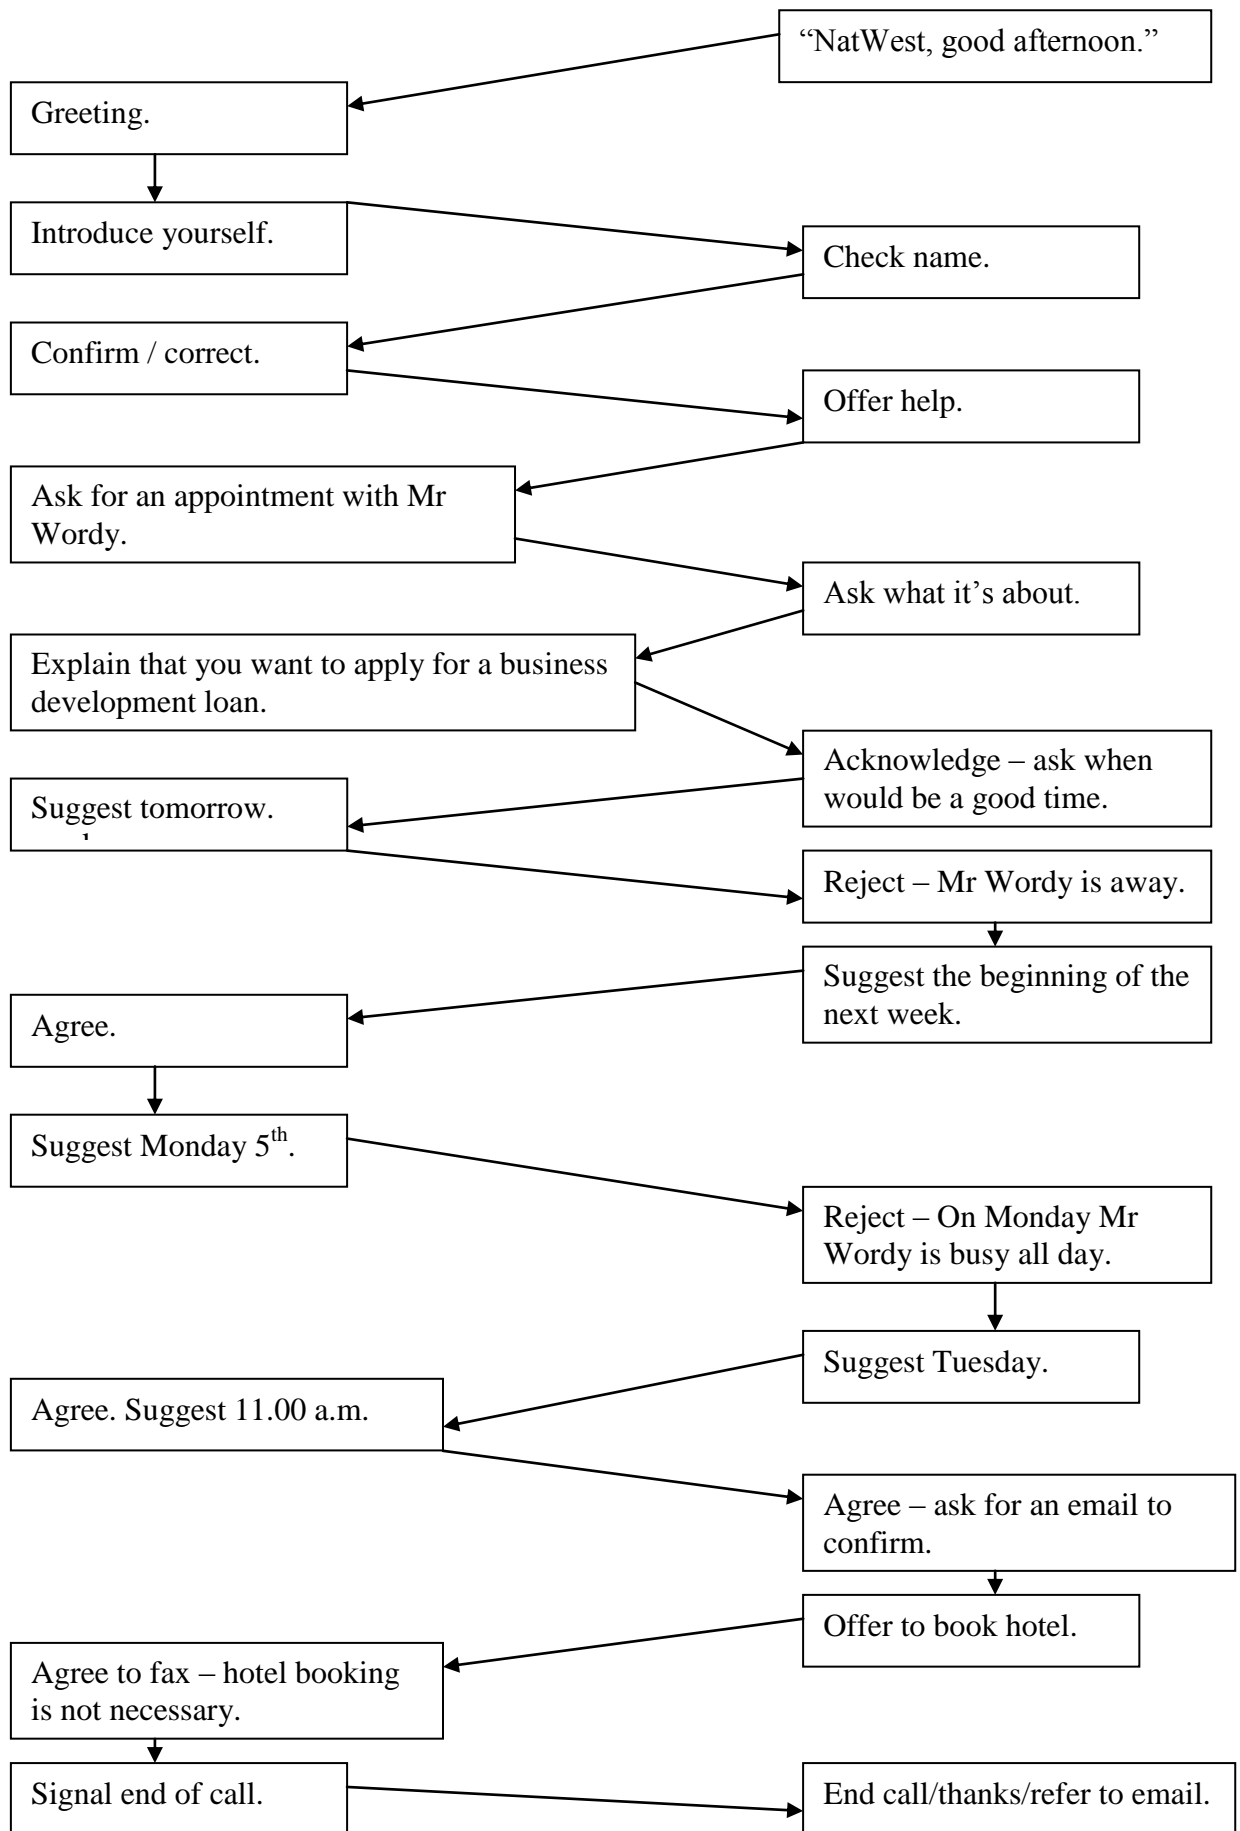 “NatWest, good afternoon.”
Greeting.
Introduce yourself.
Check name.
Confirm / correct.
Offer help.
Ask for an appointment with Mr
Wordy.
Ask what it’s about.
Explain that you want to apply for a business
development loan.
Acknowledge – ask when
would be a good time.
Suggest tomorrow.
Reject – Mr Wordy is away.
Suggest the beginning of the
next week.
Agree.
Suggest Monday 5th.
Reject – On Monday Mr
Wordy is busy all day.
Suggest Tuesday.
Agree. Suggest 11.00 a.m.
Agree – ask for an email to
confirm.
Offer to book hotel.
Agree to fax – hotel booking
is not necessary.
Signal end of call.
End call/thanks/refer to email.